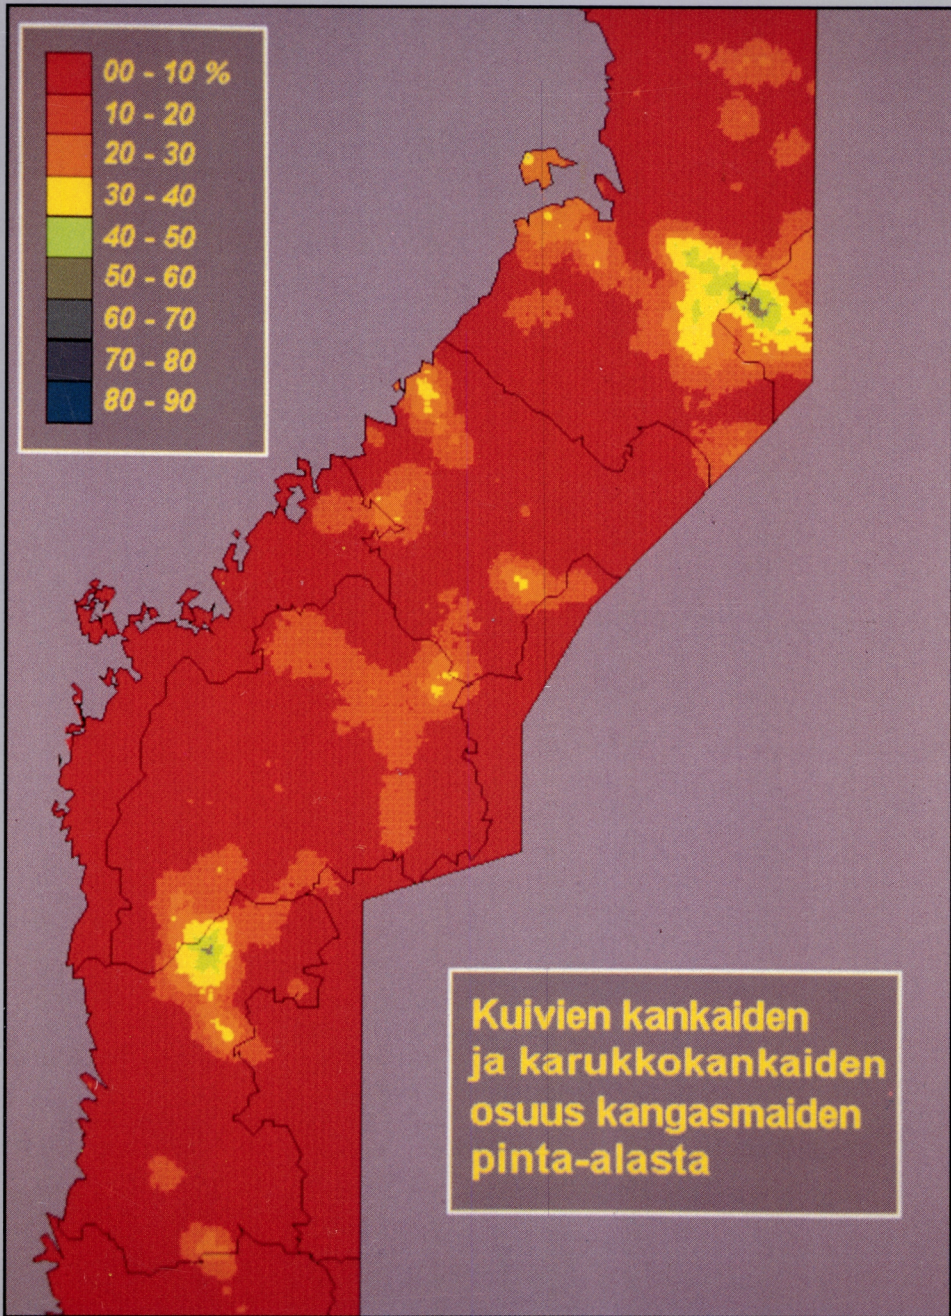 00 - 10 %
10 - 20
20 - 30
30 - 40
40 - 50
50 - 60
60 - 70
70 - 80
80 - 90
Kuivien kankaiden
ja karukkokankaiden
osuus kangasmaiden
pinta-alasta